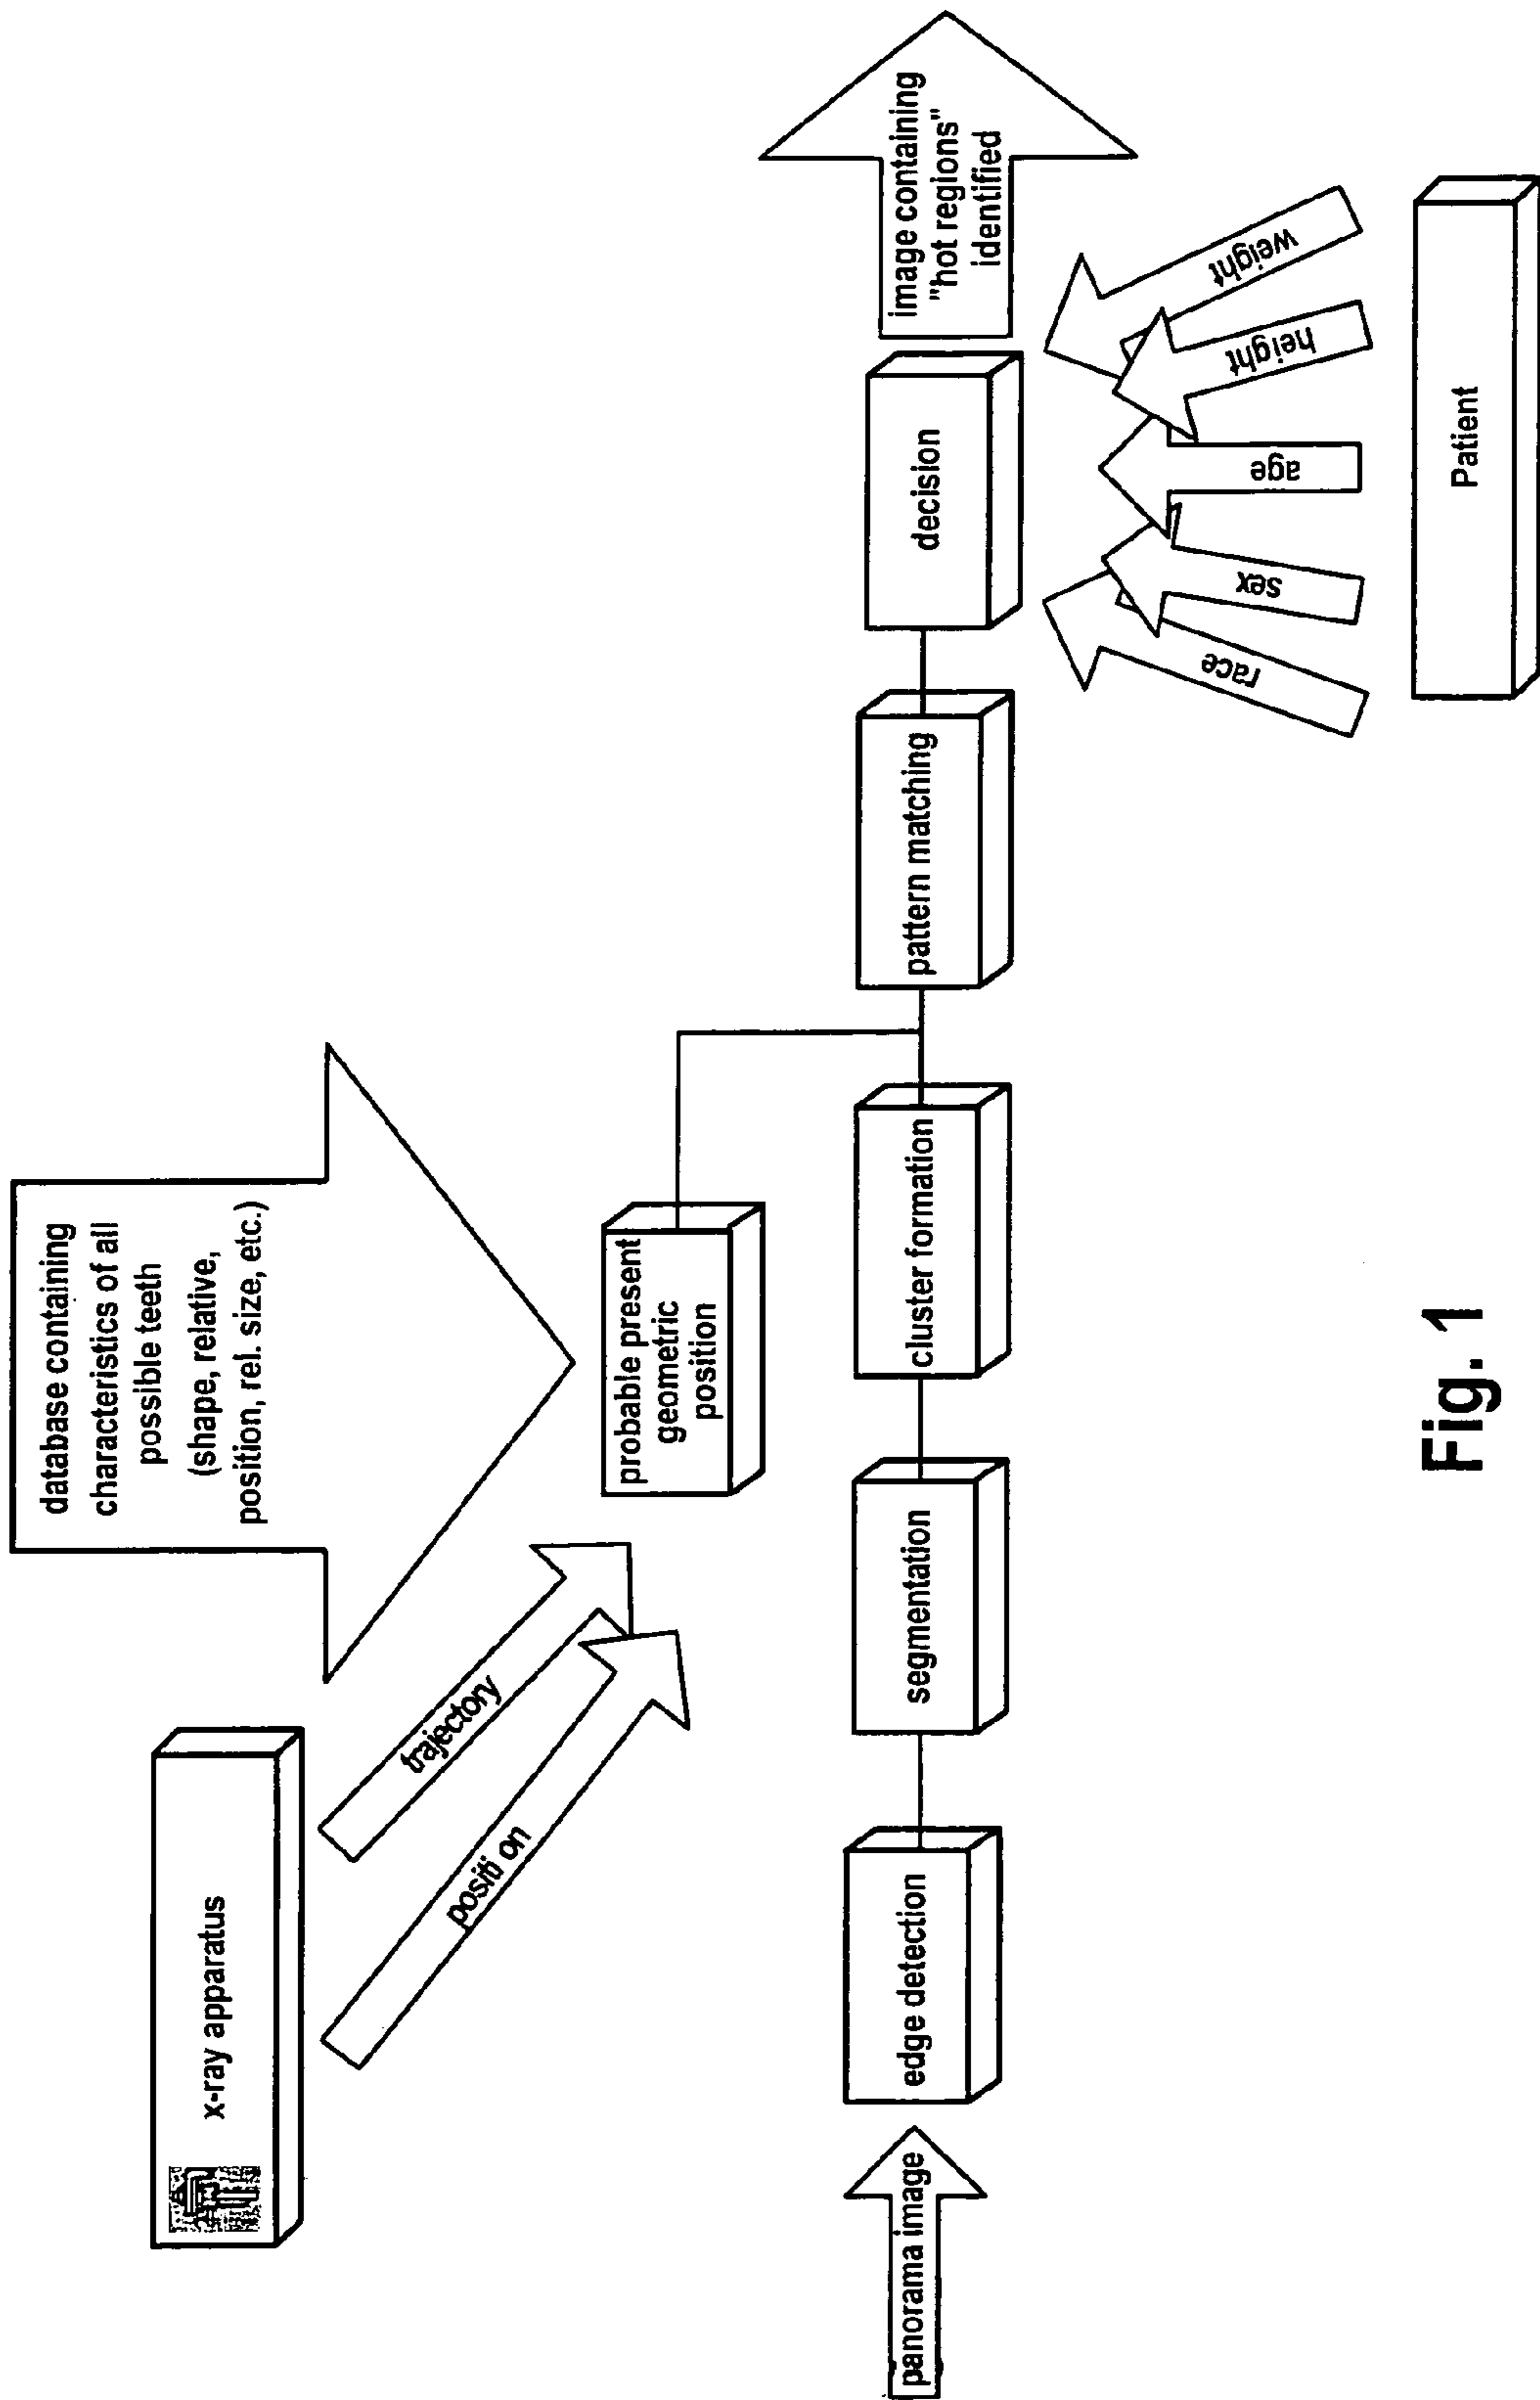 database containing
characteristics of all
possible teeth
(shape, relative,
position, rel. size, etc.)
x-ray apparatus
trajectory
positi on
probable present
geometric
position
panorama image
edge detection
segmentation
cluster formation
pattern matching
decision
image containing
"hot regions"
identified
race
sex
age
height
weight
Patient
Fig. 1